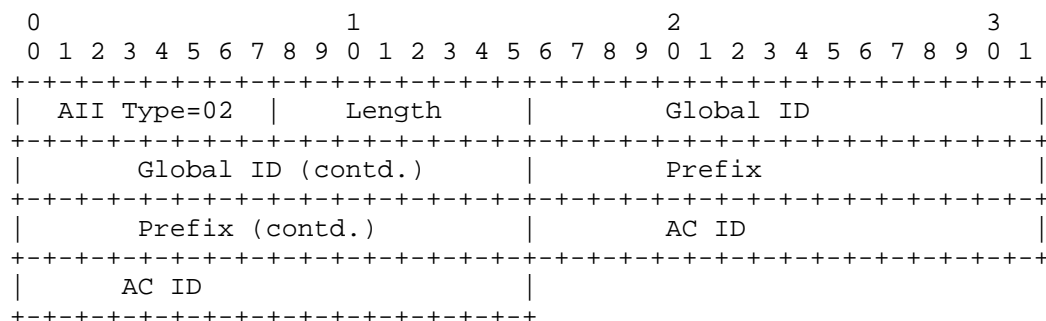 0                   1                   2                   3
 0 1 2 3 4 5 6 7 8 9 0 1 2 3 4 5 6 7 8 9 0 1 2 3 4 5 6 7 8 9 0 1
+-+-+-+-+-+-+-+-+-+-+-+-+-+-+-+-+-+-+-+-+-+-+-+-+-+-+-+-+-+-+-+-+
|  AII Type=02  |    Length     |        Global ID              |
+-+-+-+-+-+-+-+-+-+-+-+-+-+-+-+-+-+-+-+-+-+-+-+-+-+-+-+-+-+-+-+-+
|       Global ID (contd.)      |        Prefix                 |
+-+-+-+-+-+-+-+-+-+-+-+-+-+-+-+-+-+-+-+-+-+-+-+-+-+-+-+-+-+-+-+-+
|       Prefix (contd.)         |        AC ID                  |
+-+-+-+-+-+-+-+-+-+-+-+-+-+-+-+-+-+-+-+-+-+-+-+-+-+-+-+-+-+-+-+-+
|      AC ID                    |
+-+-+-+-+-+-+-+-+-+-+-+-+-+-+-+-+